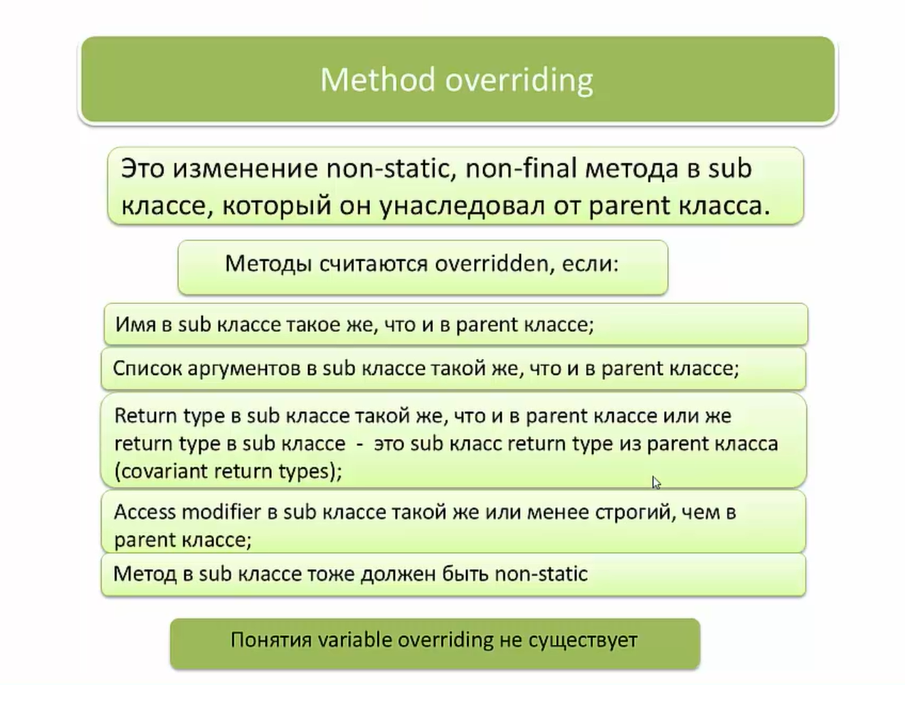 Method overriding
Это изменение non-static, non-final метода в sub
классе, который он унаследовал от parent класса.
Методы считаются overridden, если:
Имя в sub классе такое же, что и в parent классе;
Список аргументов в sub классе такой же, что и в parent классе;
Return type в sub классе такой же, что и в parent классе или же
return type в sub классе - это sub класс return type из parent класса
(covariant return types);
Access modifier в sub классе такой же или менее строгий, чем в
parent классе;
Метод в sub классе тоже должен быть non-static
Понятия variable overriding не существует